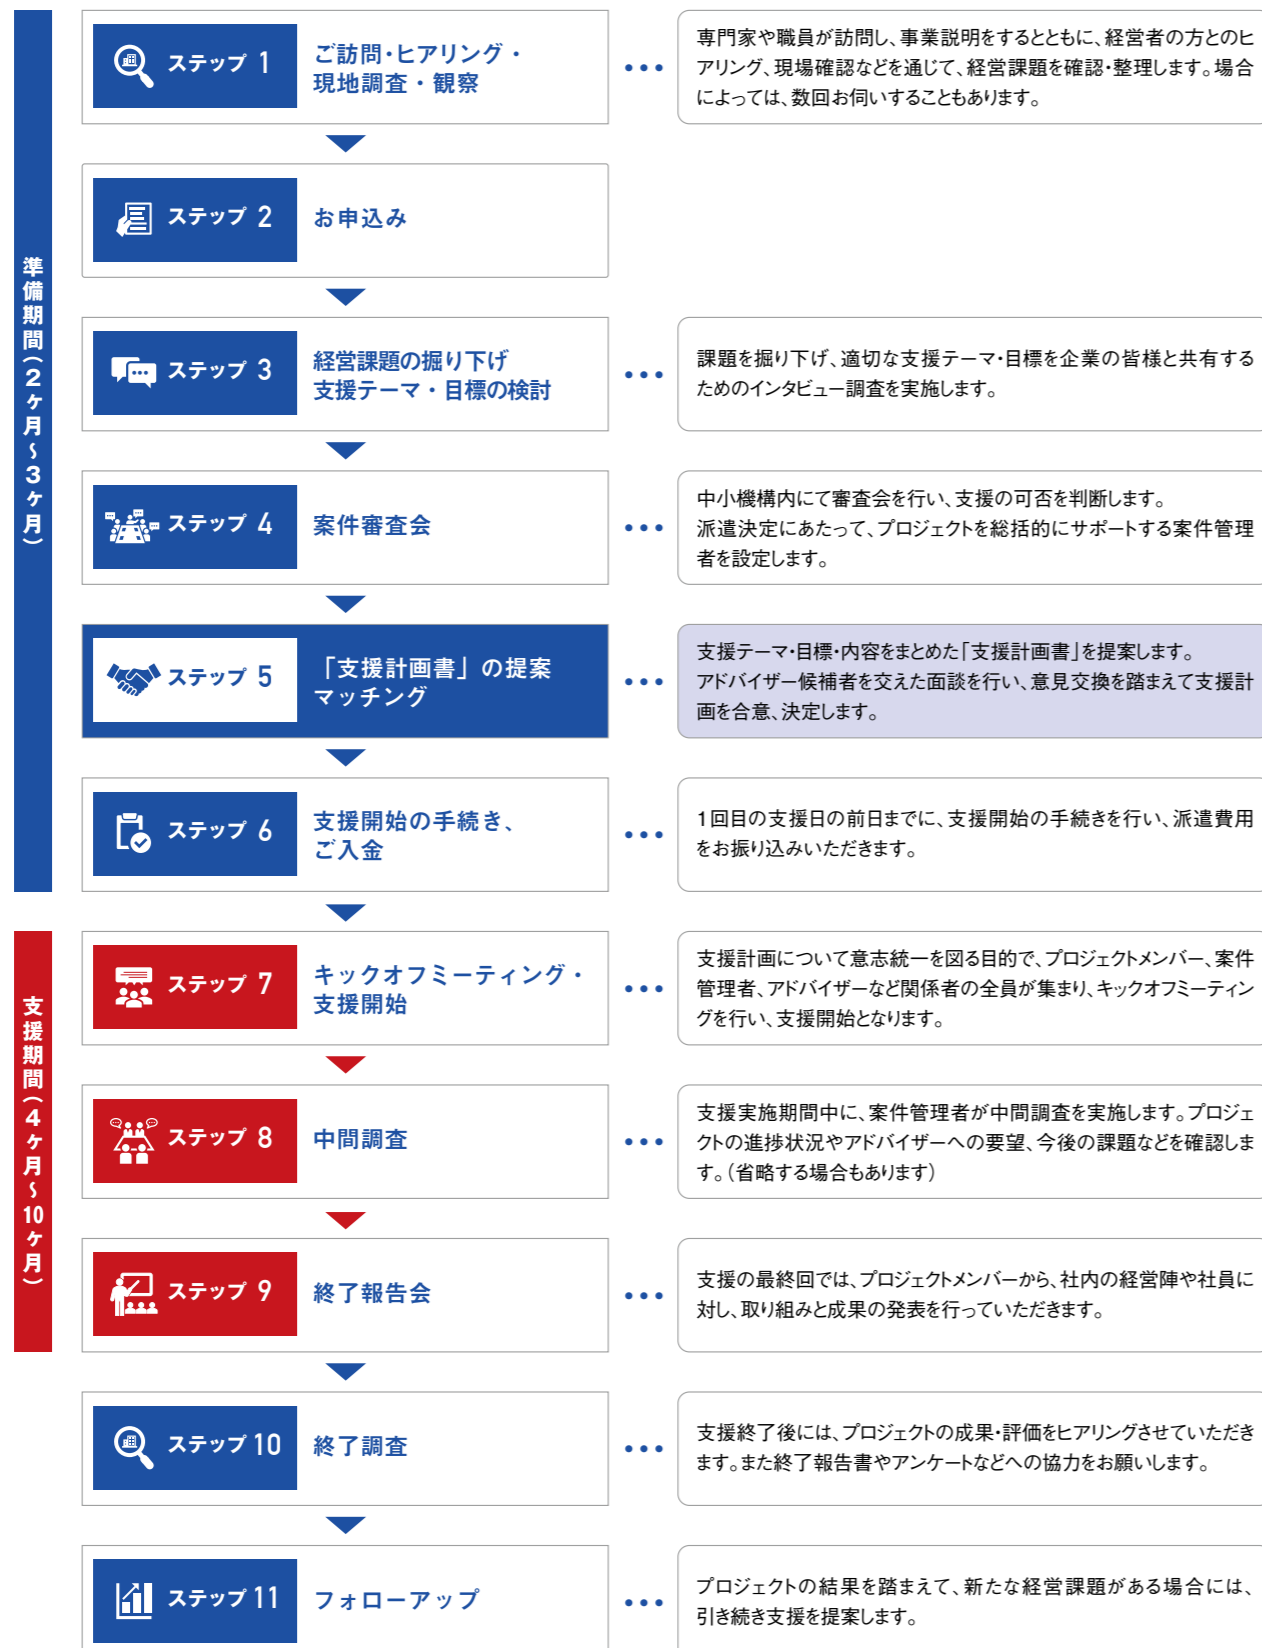 準備期間(2ヶ月～3ヶ月)
ステップ 1
ご訪問・ヒアリング・
現地調査・観察
専門家や職員が訪問し、事業説明をするとともに、経営者の方とのヒ
アリング、現場確認などを通じて、経営課題を確認・整理します。場合
によっては、数回お伺いすることもあります。
ステップ 2
お申込み
ステップ 3
経営課題の掘り下げ
支援テーマ・目標の検討
課題を掘り下げ、適切な支援テーマ・目標を企業の皆様と共有する
ためのインタビュー調査を実施します。
ステップ 4
案件審査会
中小機構内にて審査会を行い、支援の可否を判断します。
派遣決定にあたって、プロジェクトを総括的にサポートする案件管理
者を設定します。
ステップ 5
「支援計画書」の提案
マッチング
支援テーマ・目標・内容をまとめた「支援計画書」を提案します。
アドバイザー候補者を交えた面談を行い、意見交換を踏まえて支援計
画を合意、決定します。
ステップ 6
支援開始の手続き、
ご入金
1回目の支援日の前日までに、支援開始の手続きを行い、派遣費用
をお振り込みいただきます。
支援期間(4ヶ月～10ヶ月)
ステップ 7
キックオフミーティング・
支援開始
支援計画について意志統一を図る目的で、プロジェクトメンバー、案件
管理者、アドバイザーなど関係者の全員が集まり、キックオフミーティン
グを行い、支援開始となります。
ステップ 8
中間調査
支援実施期間中に、案件管理者が中間調査を実施します。プロジェ
クトの進捗状況やアドバイザーへの要望、今後の課題などを確認しま
す。(省略する場合もあります)
ステップ 9
終了報告会
支援の最終回では、プロジェクトメンバーから、社内の経営陣や社員に
対し、取り組みと成果の発表を行っていただきます。
ステップ 10
終了調査
支援終了後には、プロジェクトの成果・評価をヒアリングさせていただき
ます。また終了報告書やアンケートなどへの協力をお願いします。
ステップ 11
フォローアップ
プロジェクトの結果を踏まえて、新たな経営課題がある場合には、
引き続き支援を提案します。